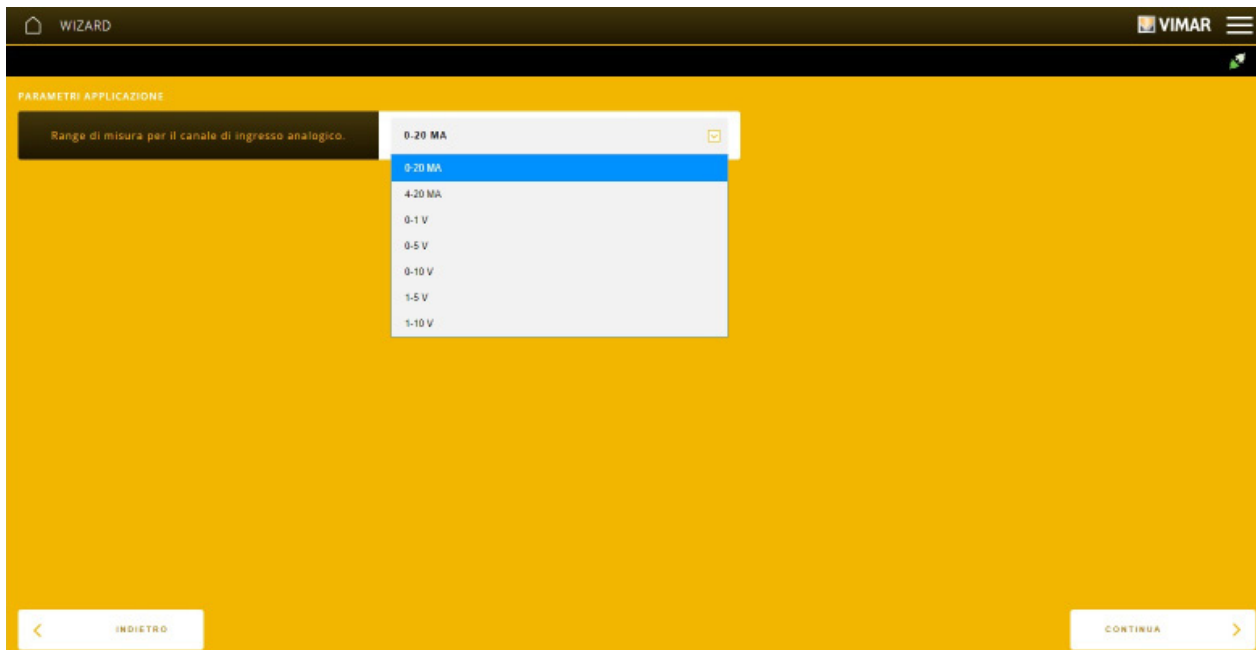 WIZARD
VIMAR
PARAMETRI APPLICAZIONE
Range di misura per il canale di ingresso analogico.
0-20 MA
0-20 MA
4-20 MA
0-1 V
0-5 V
0-10 V
1-5 V
1-10 V
INDIETRO
CONTINUA